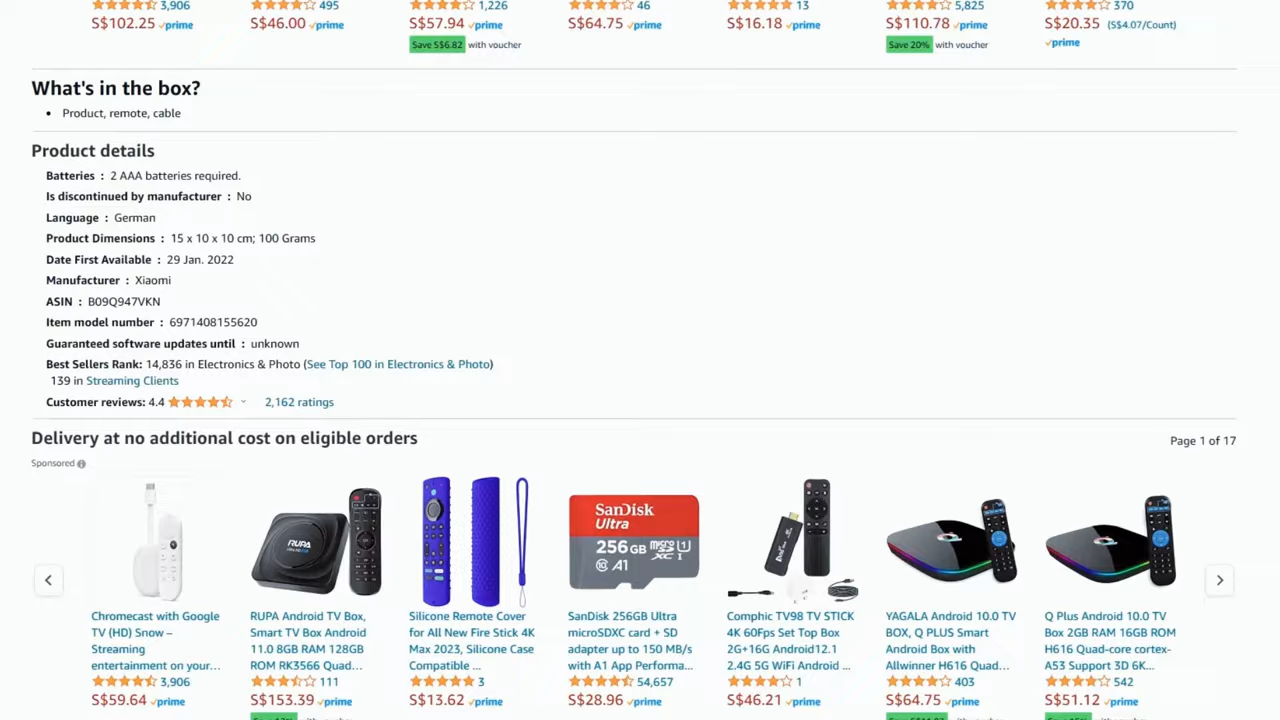 3,906
495
1,226
46
13
5,825
370
S$102.25 prime
S$46.00 prime
S$57.94 prime
S$64.75 prime
S$16.18 prime
S$110.78 prime
S$20.35 (S$4.07/Count)
prime
Save S$6.82 with voucher
Save 20% with voucher
What's in the box?
• Product, remote, cable
Product details
Batteries : 2 AAA batteries required.
Is discontinued by manufacturer : No
Language : German
Product Dimensions : 15 x 10 x 10 cm; 100 Grams
Date First Available : 29 Jan. 2022
Manufacturer : Xiaomi
ASIN : B09Q947VKN
Item model number : 6971408155620
Guaranteed software updates until : unknown
Best Sellers Rank: 14,836 in Electronics & Photo (See Top 100 in Electronics & Photo)
139 in Streaming Clients
Customer reviews: 4.4 2,162 ratings
Delivery at no additional cost on eligible orders
Page 1 of 17
Sponsored
RUPA
SanDisk
Ultra
256GB microSDXC I
A1
Chromecast with Google
TV (HD) Snow –
Streaming
entertainment on your...
3,906
S$59.64 prime
RUPA Android TV Box,
Smart TV Box Android
11.0 8GB RAM 128GB
ROM RK3566 Quad...
111
S$153.39 prime
Silicone Remote Cover
for All New Fire Stick 4K
Max 2023, Silicone Case
Compatible ...
3
S$13.62 prime
SanDisk 256GB Ultra
microSDXC card + SD
adapter up to 150 MB/s
with A1 App Performa...
54,657
S$28.96 prime
Comphic TV98 TV STICK
4K 60Fps Set Top Box
2G+16G Android12.1
2.4G 5G WiFi Android ...
1
S$46.21 prime
YAGALA Android 10.0 TV
BOX, Q PLUS Smart
Android Box with
Allwinner H616 Quad...
403
S$64.75 prime
Q Plus Android 10.0 TV
Box 2GB RAM 16GB ROM
H616 Quad-core cortex-
A53 Support 3D 6K...
542
S$51.12 prime